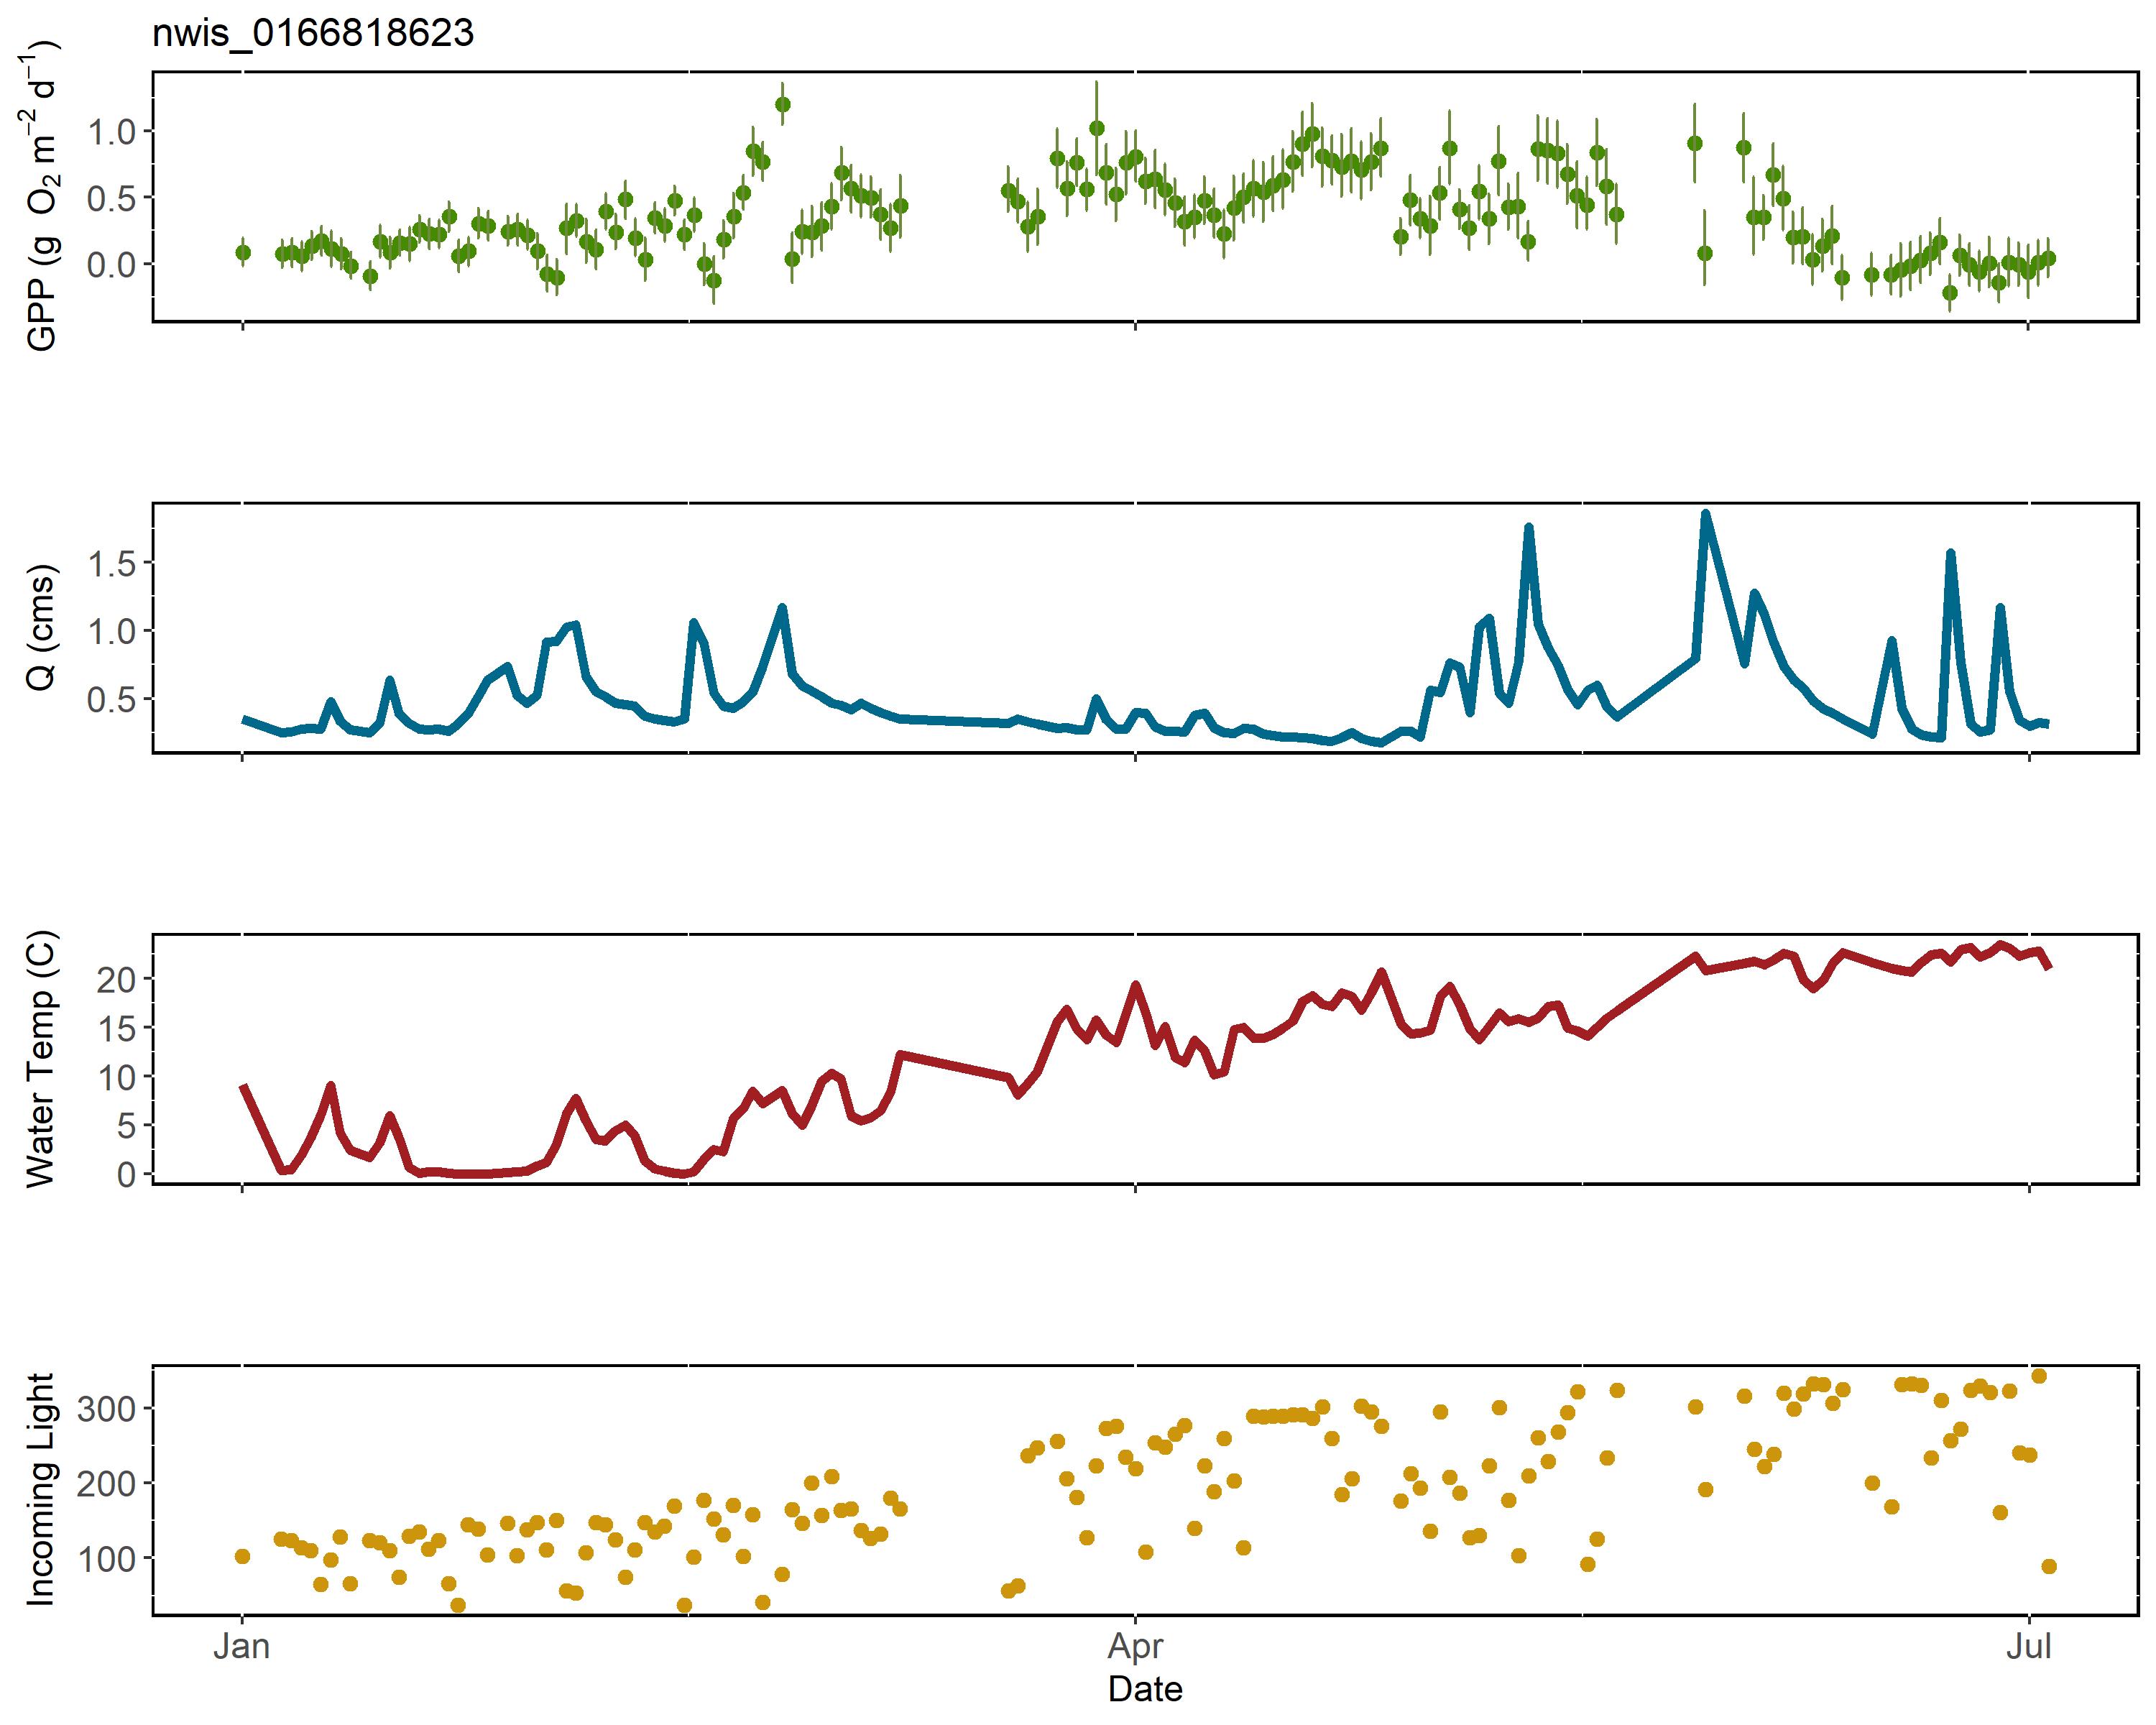 nwis_0166818623
GPP (g O₂ m⁻² d⁻¹)
1.0
0.5
0.0
Q (cms)
1.5
1.0
0.5
Water Temp (C)
20
15
10
5
0
Incoming Light
300
200
100
Jan Apr Jul
Date